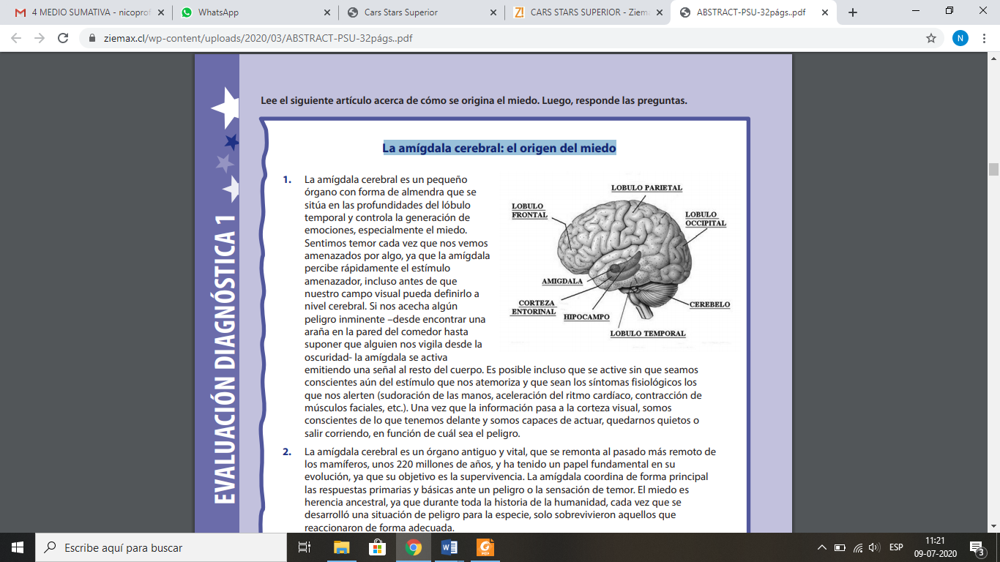 4 MEDIO SUMATIVA - nicoprof
WhatsApp
Cars Stars Superior
CARS STARS SUPERIOR - Ziema
ABSTRACT-PSU-32págs..pdf
ziemax.cl/wp-content/uploads/2020/03/ABSTRACT-PSU-32págs..pdf
N
EVALUACIÓN DIAGNÓSTICA 1
Lee el siguiente artículo acerca de cómo se origina el miedo. Luego, responde las preguntas.
La amígdala cerebral: el origen del miedo
1. La amígdala cerebral es un pequeño
órgano con forma de almendra que se
sitúa en las profundidades del lóbulo
temporal y controla la generación de
emociones, especialmente el miedo.
Sentimos temor cada vez que nos vemos
amenazados por algo, ya que la amígdala
percibe rápidamente el estímulo
amenazador, incluso antes de que
nuestro campo visual pueda definirlo a
nivel cerebral. Si nos acecha algún
peligro inminente –desde encontrar una
araña en la pared del comedor hasta
suponer que alguien nos vigila desde la
oscuridad- la amígdala se activa
emitiendo una señal al resto del cuerpo. Es posible incluso que se active sin que seamos
conscientes aún del estímulo que nos atemoriza y que sean los síntomas fisiológicos los
que nos alerten (sudoración de las manos, aceleración del ritmo cardíaco, contracción de
músculos faciales, etc.). Una vez que la información pasa a la corteza visual, somos
conscientes de lo que tenemos delante y somos capaces de actuar, quedarnos quietos o
salir corriendo, en función de cuál sea el peligro.
LOBULO PARIETAL
LOBULO
FRONTAL
LOBULO
OCCIPITAL
AMIGDALA
CORTEZA
ENTORINAL
HIPOCAMPO
CEREBELO
LOBULO TEMPORAL
2. La amígdala cerebral es un órgano antiguo y vital, que se remonta al pasado más remoto de
los mamíferos, unos 220 millones de años, y ha tenido un papel fundamental en su
evolución, ya que su objetivo es la supervivencia. La amígdala coordina de forma principal
las respuestas primarias y básicas ante un peligro o la sensación de temor. El miedo es
herencia ancestral, ya que durante toda la historia de la humanidad, cada vez que se
desarrolló una situación de peligro para la especie, solo sobrevivieron aquellos que
reaccionaron de forma adecuada.
Escribe aquí para buscar
ESP
11:21
09-07-2020
3